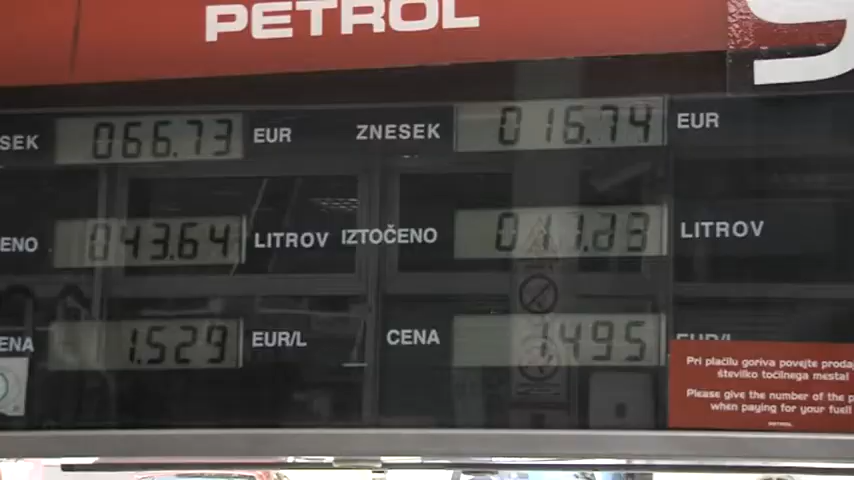 PETROL
SEK 066.73 EUR ZNESEK 016.74 EUR
ENO 043.64 LITROV IZTOČENO LITROV
ENA 1.529 EUR/L CENA 1.495 EUR/L
Pri plačilu goriva povejte proda
številko točilnega mesta!
Please give the number of the p
when paying for your fuel!
PETROL